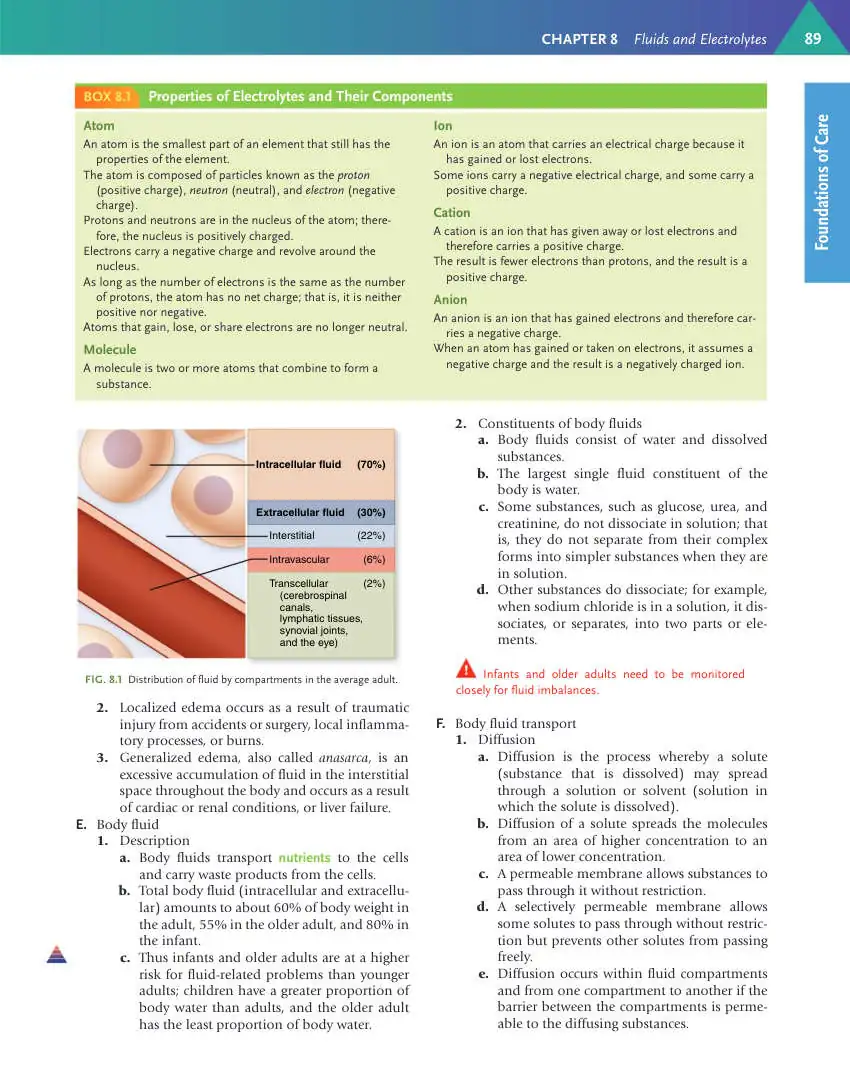 CHAPTER 8 Fluids and Electrolytes 89
Foundations of Care
BOX 8.1 Properties of Electrolytes and Their Components
Atom
An atom is the smallest part of an element that still has the
properties of the element.
The atom is composed of particles known as the proton
(positive charge), neutron (neutral), and electron (negative
charge).
Protons and neutrons are in the nucleus of the atom; there-
fore, the nucleus is positively charged.
Electrons carry a negative charge and revolve around the
nucleus.
As long as the number of electrons is the same as the number
of protons, the atom has no net charge; that is, it is neither
positive nor negative.
Atoms that gain, lose, or share electrons are no longer neutral.
Molecule
A molecule is two or more atoms that combine to form a
substance.
Ion
An ion is an atom that carries an electrical charge because it
has gained or lost electrons.
Some ions carry a negative electrical charge, and some carry a
positive charge.
Cation
A cation is an ion that has given away or lost electrons and
therefore carries a positive charge.
The result is fewer electrons than protons, and the result is a
positive charge.
Anion
An anion is an ion that has gained electrons and therefore car-
ries a negative charge.
When an atom has gained or taken on electrons, it assumes a
negative charge and the result is a negatively charged ion.
Intracellular fluid (70%)
Extracellular fluid (30%)
Interstitial (22%)
Intravascular (6%)
Transcellular (2%)
(cerebrospinal
canals,
lymphatic tissues,
synovial joints,
and the eye)
FIG. 8.1 Distribution of fluid by compartments in the average adult.
2. Localized edema occurs as a result of traumatic
injury from accidents or surgery, local inflamma-
tory processes, or burns.
3. Generalized edema, also called anasarca, is an
excessive accumulation of fluid in the interstitial
space throughout the body and occurs as a result
of cardiac or renal conditions, or liver failure.
E. Body fluid
1. Description
a. Body fluids transport nutrients to the cells
and carry waste products from the cells.
b. Total body fluid (intracellular and extracellu-
lar) amounts to about 60% of body weight in
the adult, 55% in the older adult, and 80% in
the infant.
c. Thus infants and older adults are at a higher
risk for fluid-related problems than younger
adults; children have a greater proportion of
body water than adults, and the older adult
has the least proportion of body water.
2. Constituents of body fluids
a. Body fluids consist of water and dissolved
substances.
b. The largest single fluid constituent of the
body is water.
c. Some substances, such as glucose, urea, and
creatinine, do not dissociate in solution; that
is, they do not separate from their complex
forms into simpler substances when they are
in solution.
d. Other substances do dissociate; for example,
when sodium chloride is in a solution, it dis-
sociates, or separates, into two parts or ele-
ments.
Infants and older adults need to be monitored
closely for fluid imbalances.
F. Body fluid transport
1. Diffusion
a. Diffusion is the process whereby a solute
(substance that is dissolved) may spread
through a solution or solvent (solution in
which the solute is dissolved).
b. Diffusion of a solute spreads the molecules
from an area of higher concentration to an
area of lower concentration.
c. A permeable membrane allows substances to
pass through it without restriction.
d. A selectively permeable membrane allows
some solutes to pass through without restric-
tion but prevents other solutes from passing
freely.
e. Diffusion occurs within fluid compartments
and from one compartment to another if the
barrier between the compartments is perme-
able to the diffusing substances.